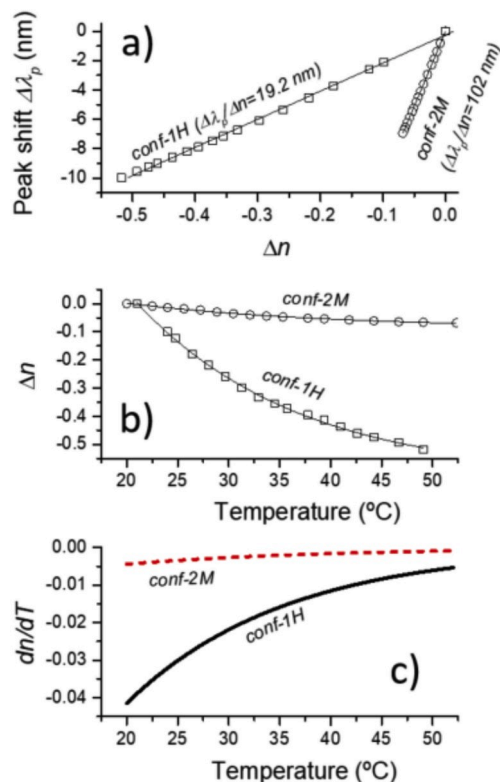 a)
Peak shift Δλp (nm)
0
-2
-4
-6
-8
-10
conf-1H (Δλp/Δn=19.2 nm)
conf-2M
(Δλp/Δn=102 nm)
-0.5 -0.4 -0.3 -0.2 -0.1 0.0
Δn
b)
Δn
0.0
-0.1
-0.2
-0.3
-0.4
-0.5
conf-2M
conf-1H
20 25 30 35 40 45 50
Temperature (ºC)
c)
dn/dT
0.00
-0.01
-0.02
-0.03
-0.04
conf-2M
conf-1H
20 25 30 35 40 45 50
Temperature (ºC)